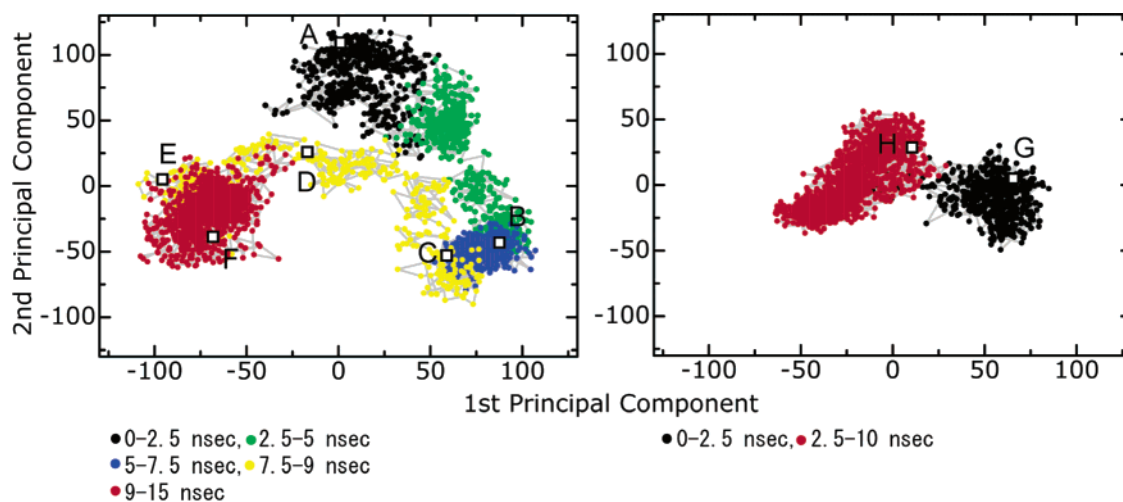 2nd Principal Component
100
50
0
-50
-100
A
B
C
D
E
F
-100 -50 0 50 100
100
50
0
-50
-100
H
G
-100 -50 0 50 100
1st Principal Component
0-2.5 nsec, 2.5-5 nsec
5-7.5 nsec, 7.5-9 nsec
9-15 nsec
0-2.5 nsec, 2.5-10 nsec